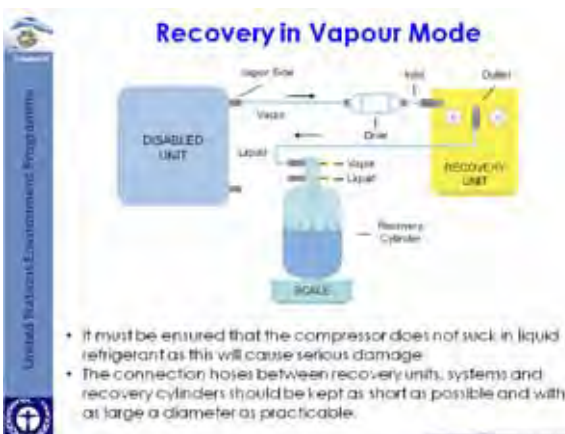 Recovery in Vapour Mode
United Nations Environment Programme
Vapor Side
Inlet
Outlet
Vapor
Drier
DISABLED
UNIT
Liquid
RECOVERY
UNIT
Vapor
Liquid
Recovery
Cylinder
SCALE
• It must be ensured that the compressor does not suck in liquid
refrigerant as this will cause serious damage
• The connection hoses between recovery units, systems and
recovery cylinders should be kept as short as possible and with
as large a diameter as practicable.